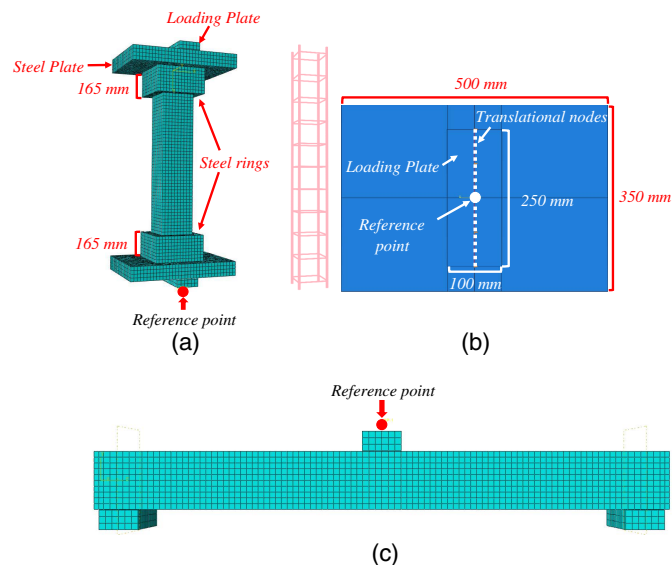 Loading Plate
Steel Plate
165 mm
Steel rings
165 mm
Reference point
(a)
500 mm
Translational nodes
Loading Plate
250 mm
350 mm
Reference
point
100 mm
(b)
Reference point
(c)